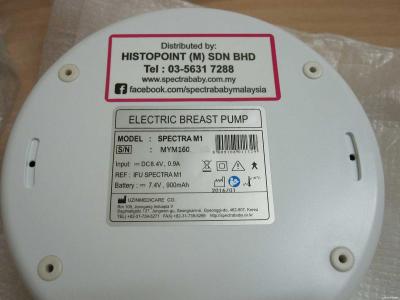 Distributed by:
HISTOPOINT (M) SDN BHD
Tel : 03-5631 7288
www.spectrababy.com.my
f facebook.com/spectrababymalaysia
ELECTRIC BREAST PUMP
MODEL : SPECTRA M1
S/N : MYM160
Input : DC8.4V, 0.9A
REF : IFU SPECTRA M1
Battery : 7.4V, 900mAh
2016/01
UZINMEDICARE CO.